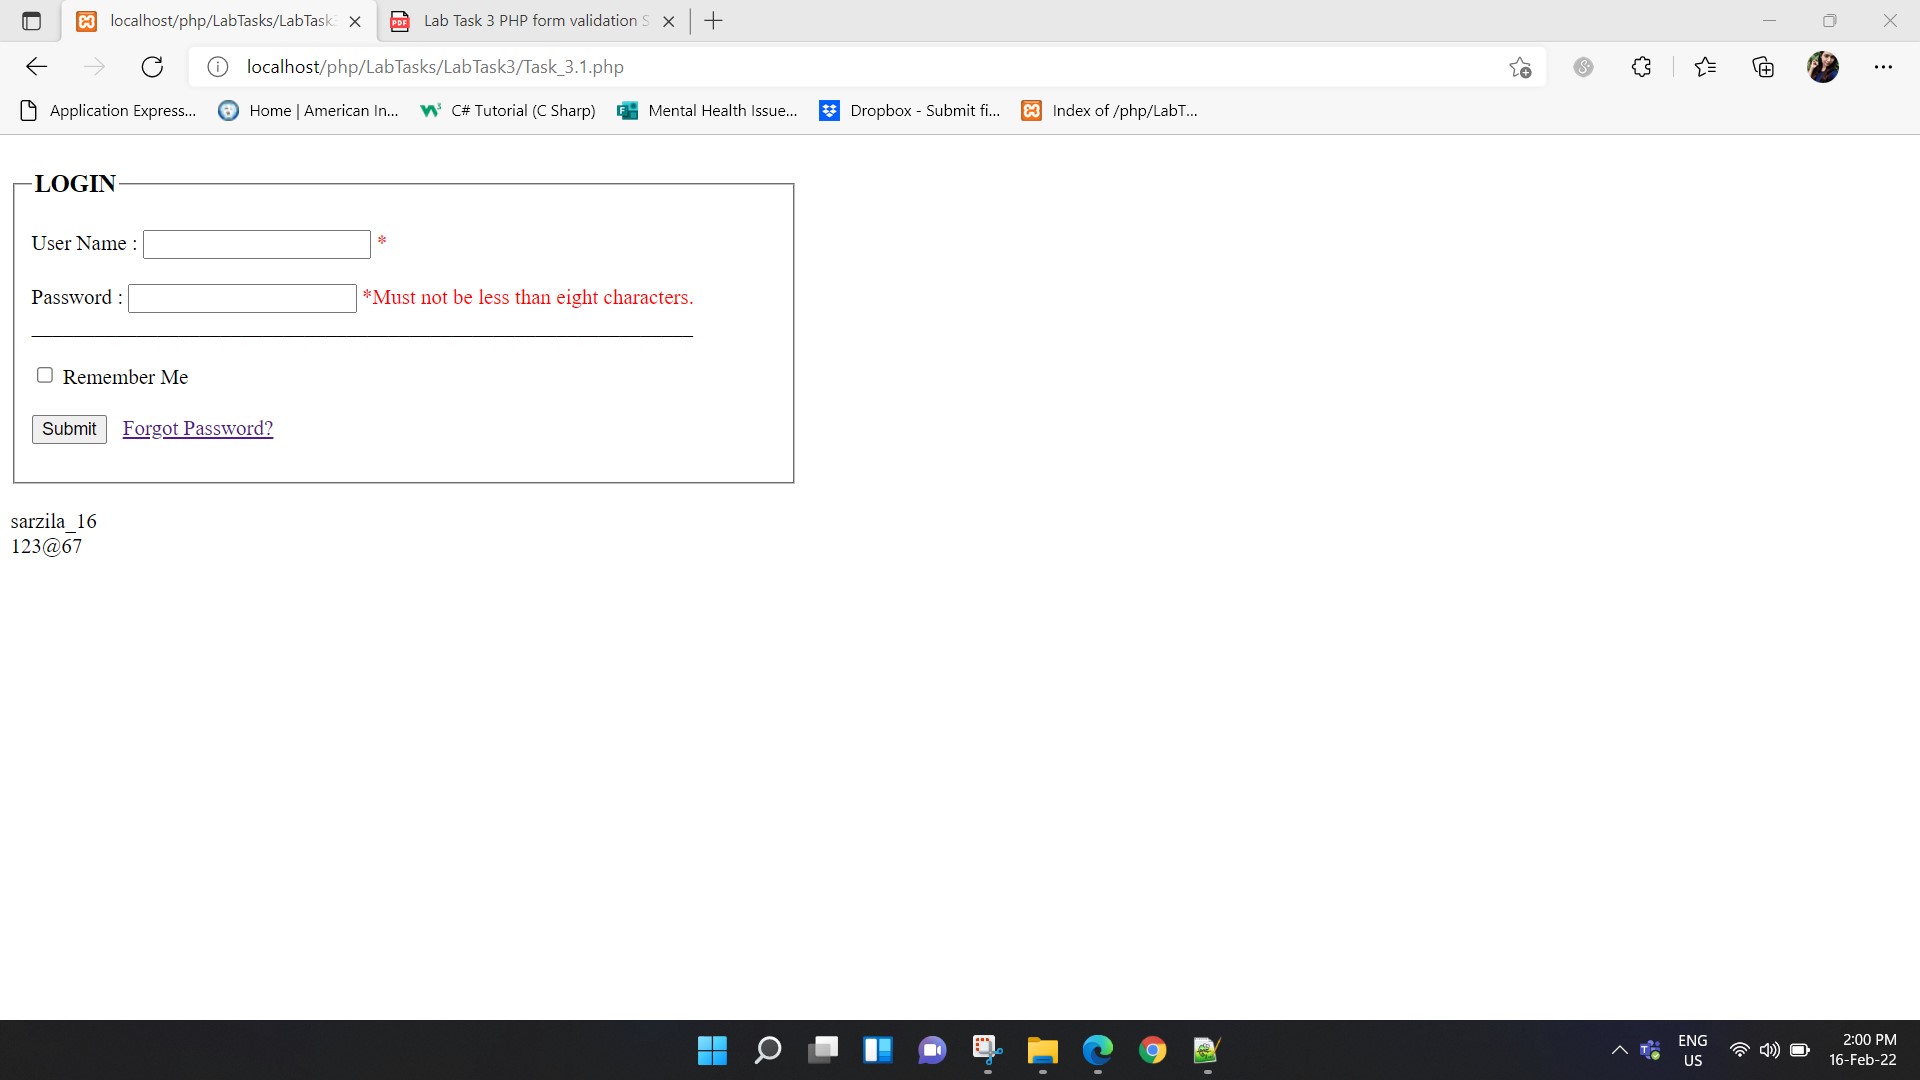 localhost/php/LabTasks/LabTask3
Lab Task 3 PHP form validation S
localhost/php/LabTasks/LabTask3/Task_3.1.php
Application Express...
Home | American In...
C# Tutorial (C Sharp)
Mental Health Issue...
Dropbox - Submit fi...
Index of /php/LabT...
LOGIN
User Name : *
Password : *Must not be less than eight characters.
Remember Me
Submit Forgot Password?
sarzila_16
123@67
ENG
US
2:00 PM
16-Feb-22